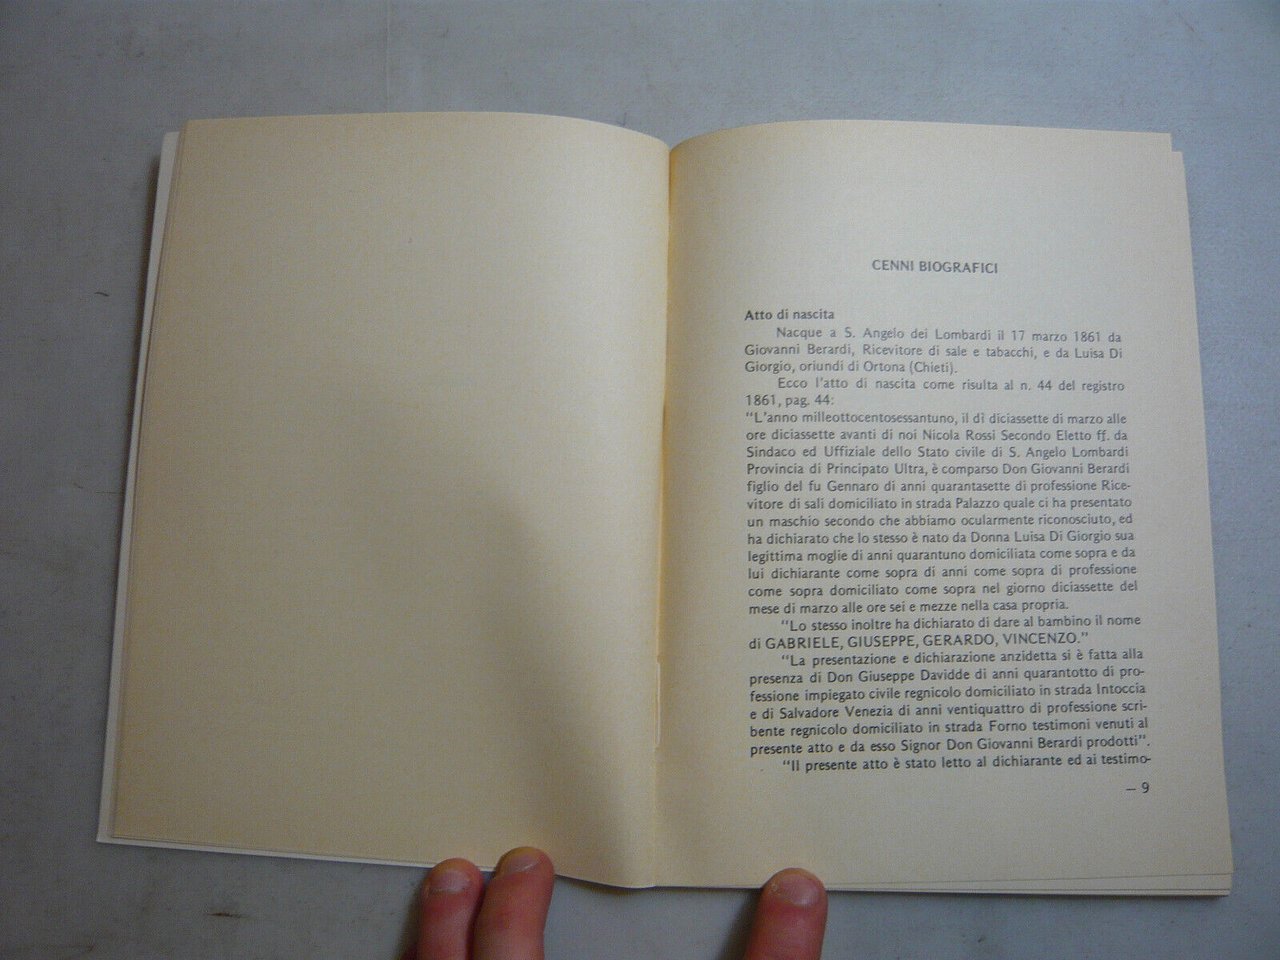 CENNI BIOGRAFICI
Atto di nascita
Nacque a S. Angelo dei Lombardi il 17 marzo 1861 da
Giovanni Berardi, Ricevitore di sale e tabacchi, e da Luisa Di
Giorgio, oriundi di Ortona (Chieti).
Ecco l'atto di nascita come risulta al n. 44 del registro
1861, pag. 44:
"L'anno milleottocentosessantuno, il dì diciassette di marzo alle
ore diciassette avanti di noi Nicola Rossi Secondo Eletto ff. da
Sindaco ed Uffiziale dello Stato civile di S. Angelo Lombardi
Provincia di Principato Ultra, è comparso Don Giovanni Berardi
figlio del fu Gennaro di anni quarantasette di professione Rice-
vitore di sali domiciliato in strada Palazzo quale ci ha presentato
un maschio secondo che abbiamo ocularmente riconosciuto, ed
ha dichiarato che lo stesso è nato da Donna Luisa Di Giorgio sua
legittima moglie di anni quarantuno domiciliata come sopra e da
lui dichiarante come sopra di anni come sopra di professione
come sopra domiciliato come sopra nel giorno diciassette del
mese di marzo alle ore sei e mezze nella casa propria.
"Lo stesso inoltre ha dichiarato di dare al bambino il nome
di GABRIELE, GIUSEPPE, GERARDO, VINCENZO."
"La presentazione e dichiarazione anzidetta si è fatta alla
presenza di Don Giuseppe Davidde di anni quarantotto di pro-
fessione impiegato civile regnicolo domiciliato in strada Intoccia
e di Salvadore Venezia di anni ventiquattro di professione scri-
bente regnicolo domiciliato in strada Forno testimoni venuti al
presente atto e da esso Signor Don Giovanni Berardi prodotti".
"Il presente atto è stato letto al dichiarante ed ai testimo-
— 9